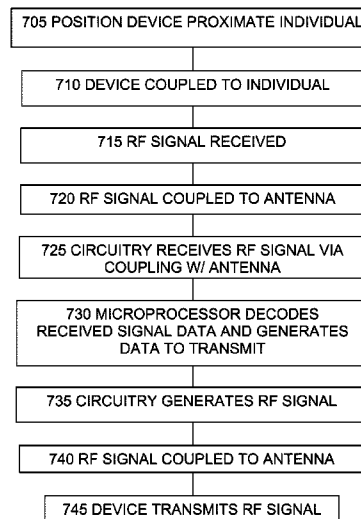 705 POSITION DEVICE PROXIMATE INDIVIDUAL
710 DEVICE COUPLED TO INDIVIDUAL
715 RF SIGNAL RECEIVED
720 RF SIGNAL COUPLED TO ANTENNA
725 CIRCUITRY RECEIVES RF SIGNAL VIA
COUPLING W/ ANTENNA
730 MICROPROCESSOR DECODES
RECEIVED SIGNAL DATA AND GENERATES
DATA TO TRANSMIT
735 CIRCUITRY GENERATES RF SIGNAL
740 RF SIGNAL COUPLED TO ANTENNA
745 DEVICE TRANSMITS RF SIGNAL